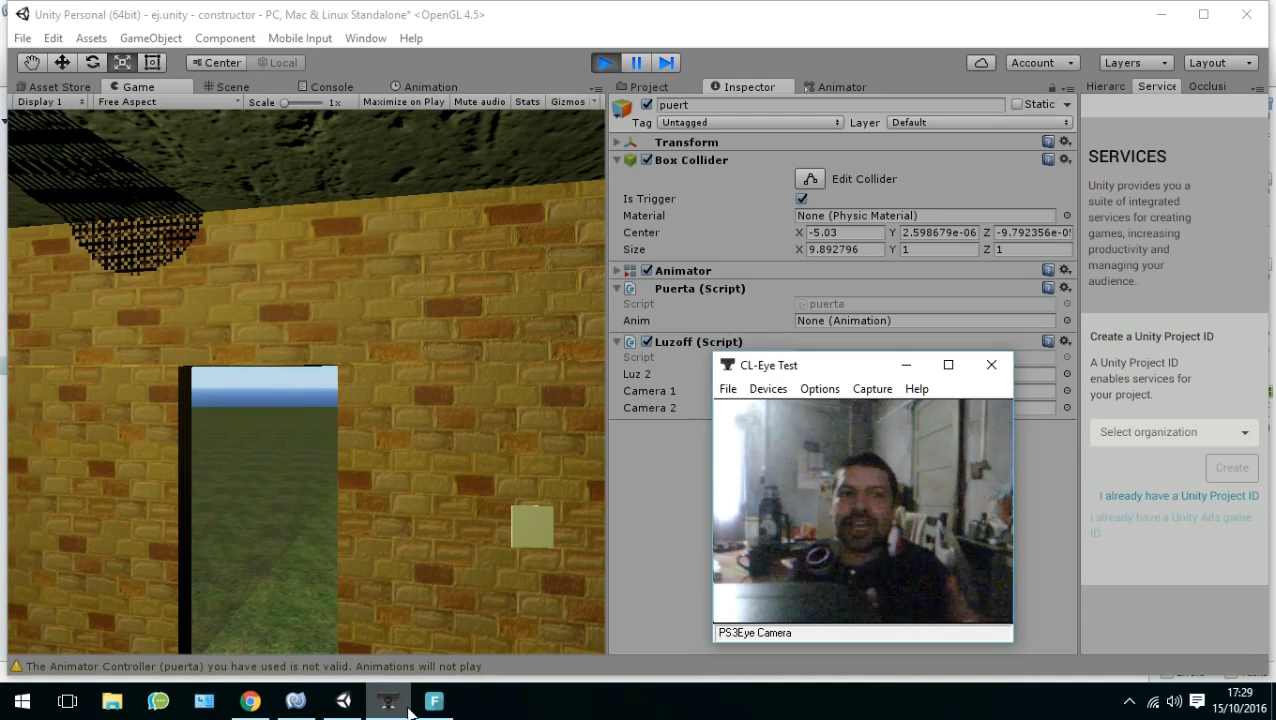 Unity Personal (64bit) - ej.unity - constructor - PC, Mac & Linux Standalone* <OpenGL 4.5>
File Edit Assets GameObject Component Mobile Input Window Help
Center Local Account Layers Layout
Asset Store Game Scene Console Animation Project Inspector Animator Hierarc Service Occlusi
Display 1 Free Aspect Scale 1x Maximize on Play Mute audio Stats Gizmos
puert Static
Tag Untagged Layer Default
Transform
Box Collider
Edit Collider
Is Trigger
Material None (Physic Material)
Center X -5.03 Y 2.598679e-06 Z -9.792356e-05
Size X 9.892796 Y 1 Z 1
Animator
Puerta (Script)
Script puerta
Anim None (Animation)
Luzoff (Script)
Script
Luz 2
Camera 1
Camera 2
SERVICES
Unity provides you a
suite of integrated
services for creating
games, increasing
productivity and
managing your
audience.
Create a Unity Project ID
A Unity Project ID
enables services for
your project.
Select organization
Create
I already have a Unity Project ID
I already have a Unity Ads game
ID
CL-Eye Test
File Devices Options Capture Help
PS3Eye Camera
The Animator Controller (puerta) you have used is not valid. Animations will not play
F
17:29
15/10/2016